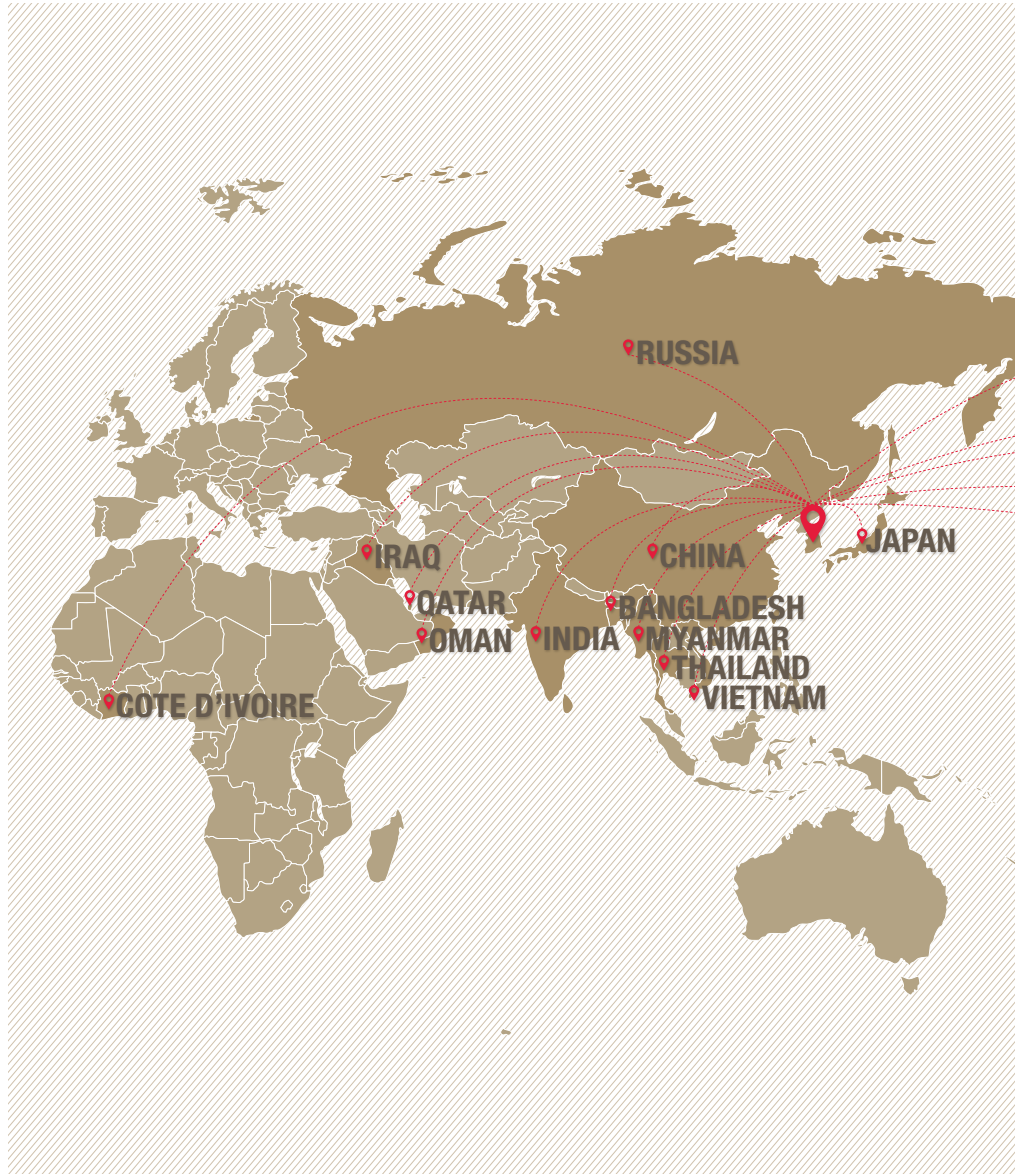 RUSSIA
JAPAN
IRAQ
CHINA
QATAR
BANGLADESH
OMAN
INDIA
MYANMAR
THAILAND
VIETNAM
COTE D'IVOIRE